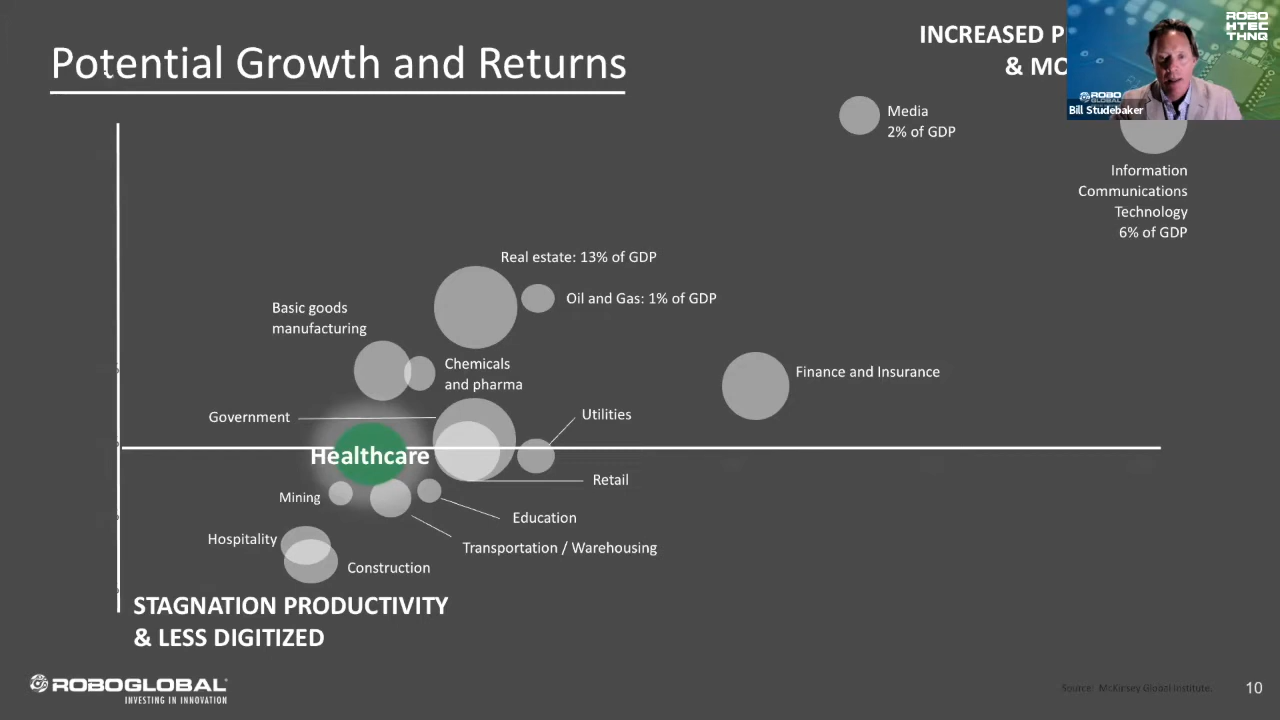 Potential Growth and Returns
INCREASED P
& MO
ROBO
HTEC
THNQ
ROBO
GLOBAL
Bill Studebaker
Media
2% of GDP
Information
Communications
Technology
6% of GDP
Real estate: 13% of GDP
Oil and Gas: 1% of GDP
Basic goods
manufacturing
Chemicals
and pharma
Finance and Insurance
Government
Utilities
Healthcare
Retail
Mining
Education
Hospitality
Transportation / Warehousing
Construction
STAGNATION PRODUCTIVITY
& LESS DIGITIZED
ROBOGLOBAL
INVESTING IN INNOVATION
Source: McKinsey Global Institute.
10